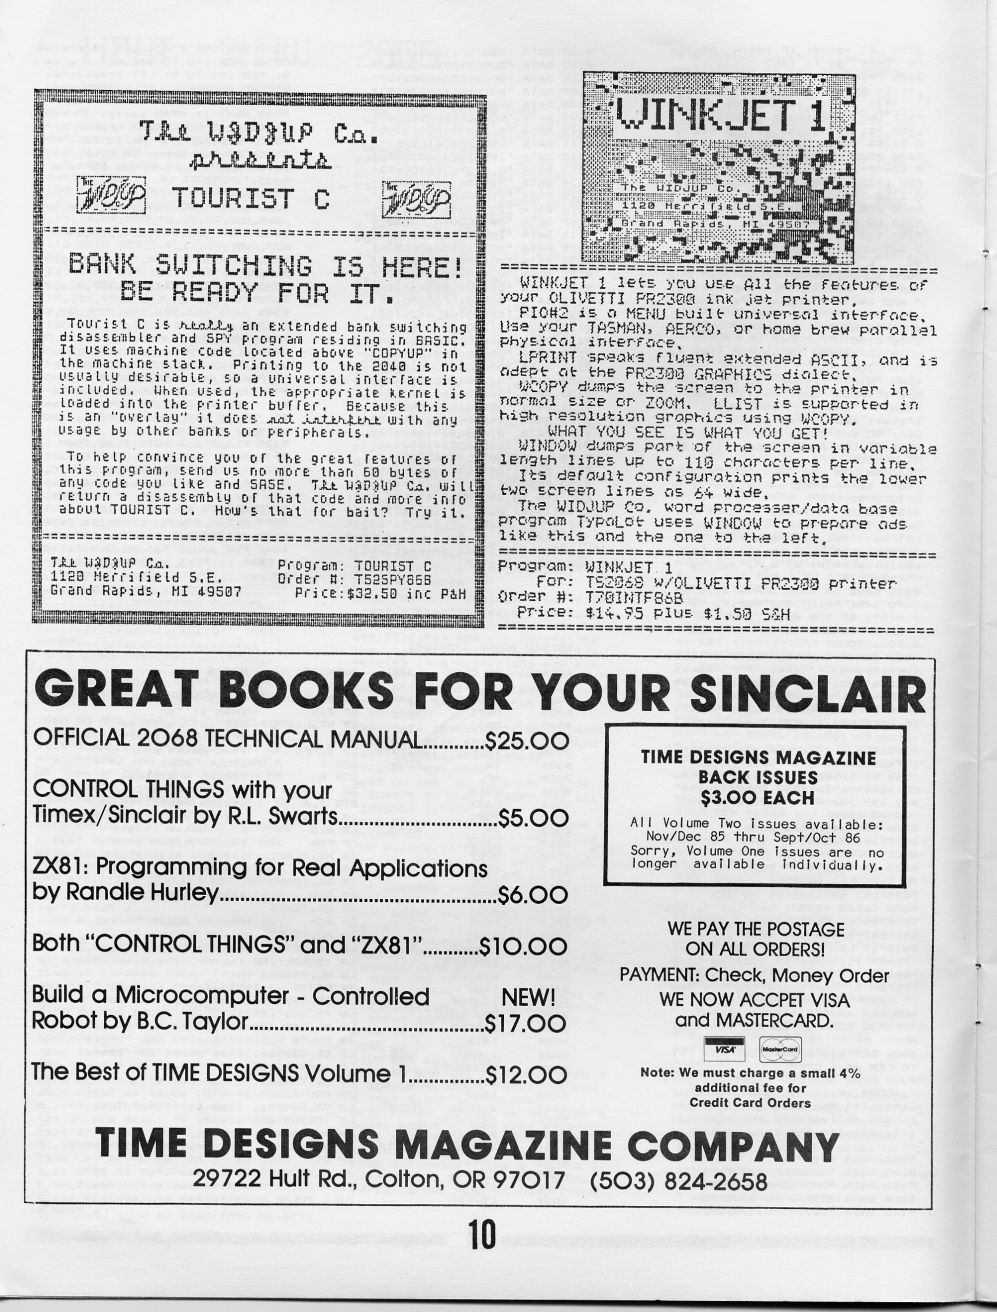 The WIDJUP Co.
presents
The WIDJUP
TOURIST C
The WIDJUP
BANK SWITCHING IS HERE!
BE READY FOR IT.
Tourist C is really an extended bank switching
disassembler and SPY program residing in BASIC.
It uses machine code located above "COPYUP" in
the machine stack. Printing to the 2040 is not
usually desirable, so a universal interface is
included. When used, the appropriate kernel is
loaded into the printer buffer. Because this
is an "overlay" it does not interfere with any
usage by other banks or peripherals.
To help convince you of the great features of
this program, send us no more than 60 bytes of
any code you like and SASE. The WIDJUP Co. will
return a disassembly of that code and more info
about TOURIST C. How's that for bait? Try it.
The WIDJUP Co.
1120 Merrifield S.E.
Grand Rapids, MI 49507
Program: TOURIST C
Order #: T52SPY86B
Price:$32.50 inc P&H
WINKJET 1
The WIDJUP Co.
1120 Merrifield S.E.
Grand Rapids, MI 49507
WINKJET 1 lets you use All the features of
your OLIVETTI PR2300 ink jet printer.
PIO#2 is a MENU built universal interface.
Use your TASMAN, AERCO, or home brew parallel
physical interface.
LPRINT speaks fluent extended ASCII, and is
adept at the PR2300 GRAPHICS dialect.
WCOPY dumps the screen to the printer in
normal size or ZOOM. LLIST is supported in
high resolution graphics using WCOPY.
WHAT YOU SEE IS WHAT YOU GET!
WINDOW dumps part of the screen in variable
length lines up to 110 characters per line.
Its default configuration prints the lower
two screen lines as 64 wide.
The WIDJUP Co. word processer/data base
program TypaLot uses WINDOW to prepare ads
like this and the one to the left.
Program: WINKJET 1
For: TS2068 w/OLIVETTI PR2300 printer
Order #: T70INTF86B
Price: $14.95 plus $1.50 S&H
GREAT BOOKS FOR YOUR SINCLAIR
OFFICIAL 2068 TECHNICAL MANUAL............$25.00
CONTROL THINGS with your
Timex/Sinclair by R.L. Swarts...............................$5.00
ZX81: Programming for Real Applications
by Randle Hurley......................................................$6.00
Both "CONTROL THINGS" and "ZX81"...........$10.00
Build a Microcomputer - Controlled NEW!
Robot by B.C. Taylor..............................................$17.00
The Best of TIME DESIGNS Volume 1...............$12.00
TIME DESIGNS MAGAZINE
BACK ISSUES
$3.00 EACH
All Volume Two issues available:
Nov/Dec 85 thru Sept/Oct 86
Sorry, Volume One issues are no
longer available individually.
WE PAY THE POSTAGE
ON ALL ORDERS!
PAYMENT: Check, Money Order
WE NOW ACCPET VISA
and MASTERCARD.
VISA MasterCard
Note: We must charge a small 4%
additional fee for
Credit Card Orders
TIME DESIGNS MAGAZINE COMPANY
29722 Hult Rd., Colton, OR 97017 (503) 824-2658
10